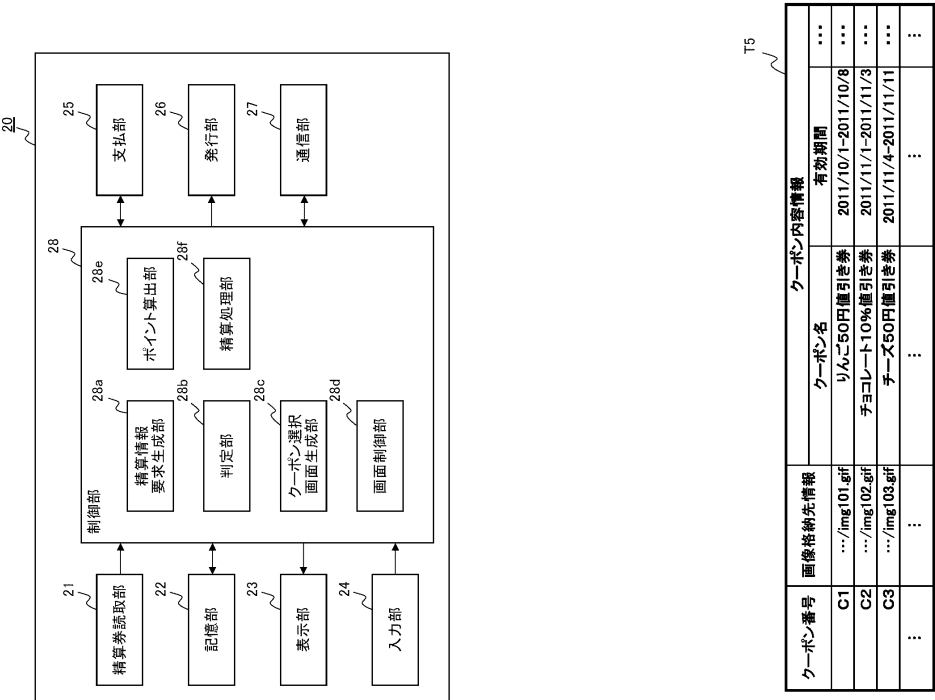 20
28
制御部
21
精算券読取部
22
記憶部
23
表示部
24
入力部
28a
精算情報
要求生成部
28b
判定部
28c
クーポン選択
画面生成部
28d
画面制御部
28e
ポイント算出部
28f
精算処理部
25
支払部
26
発行部
27
通信部
T5
クーポン番号 画像格納先情報 クーポン内容情報
クーポン名 有効期間 …
C1 …/img101.gif りんご50円値引き券 2011/10/1-2011/10/8 …
C2 …/img102.gif チョコレート10%値引き券 2011/11/1-2011/11/3 …
C3 …/img103.gif チーズ50円値引き券 2011/11/4-2011/11/11 …
… … … … …